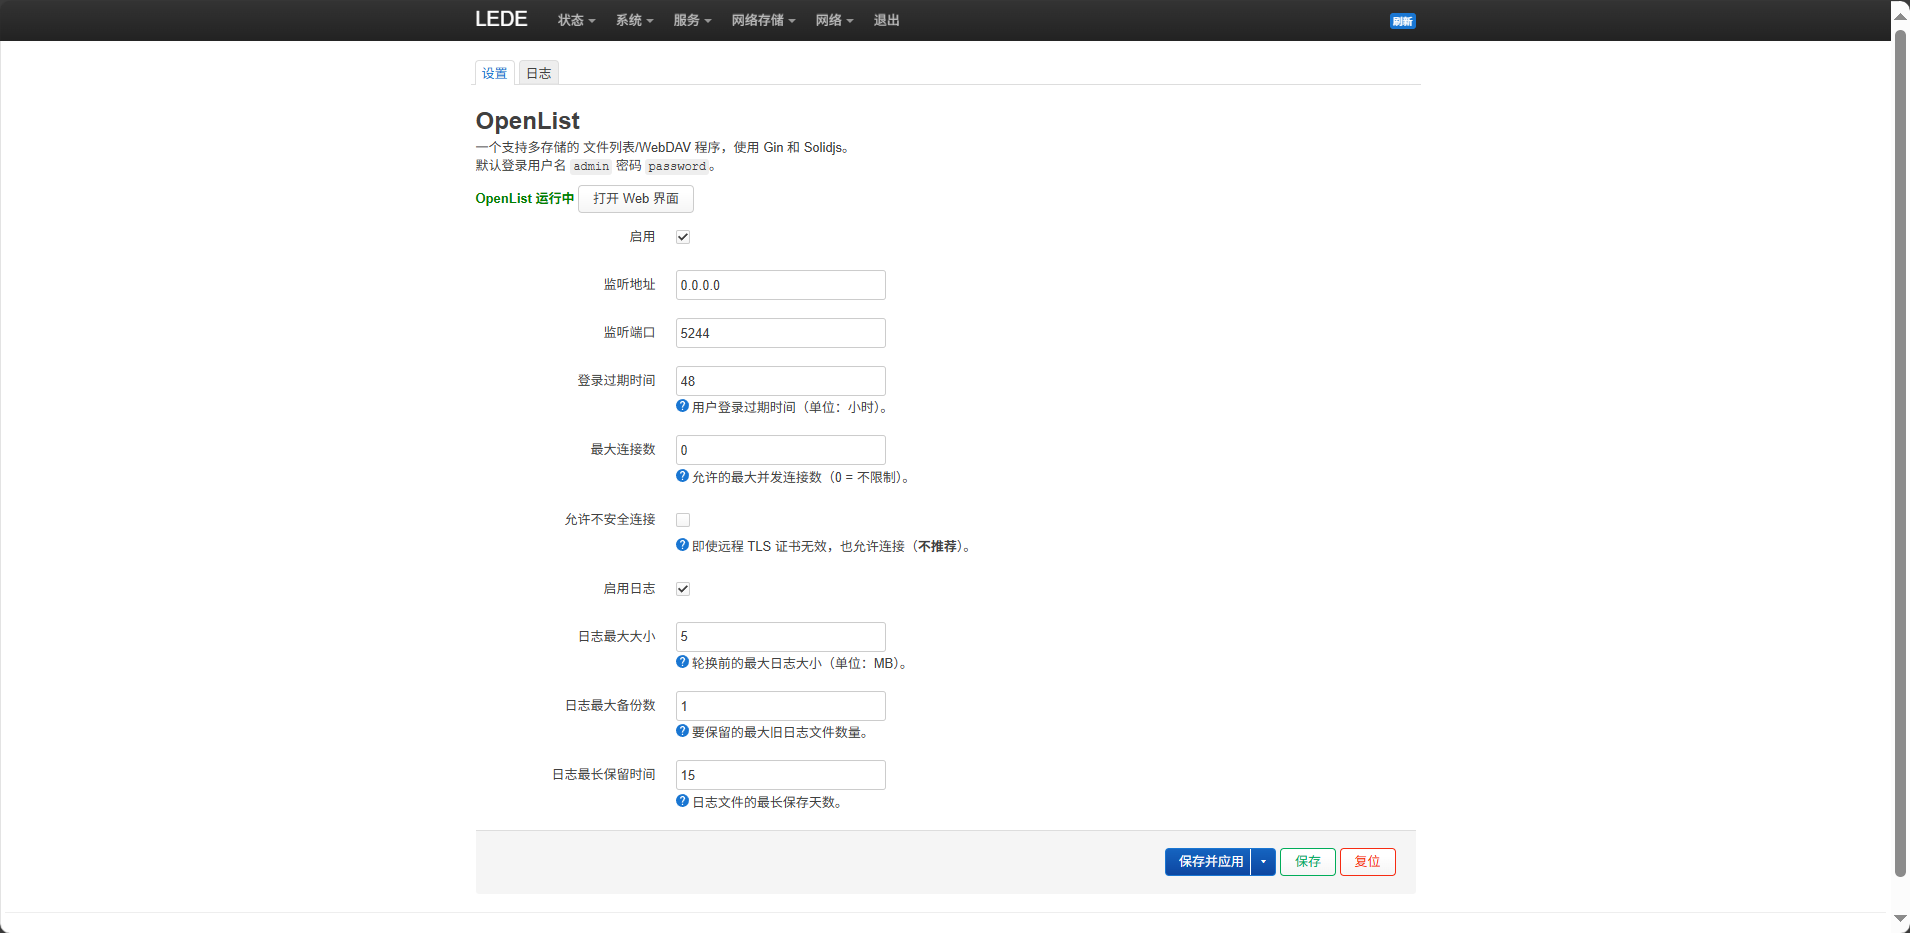 LEDE 状态 系统 服务 网络存储 网络 退出 刷新
设置 日志
OpenList
一个支持多存储的 文件列表/WebDAV 程序，使用 Gin 和 Solidjs。
默认登录用户名 admin 密码 password。
OpenList 运行中 打开 Web 界面
启用
监听地址 0.0.0.0
监听端口 5244
登录过期时间 48
用户登录过期时间（单位：小时）。
最大连接数 0
允许的最大并发连接数（0 = 不限制）。
允许不安全连接
即使远程 TLS 证书无效，也允许连接（不推荐）。
启用日志
日志最大大小 5
轮换前的最大日志大小（单位：MB）。
日志最大备份数 1
要保留的最大旧日志文件数量。
日志最长保留时间 15
日志文件的最长保存天数。
保存并应用 保存 复位